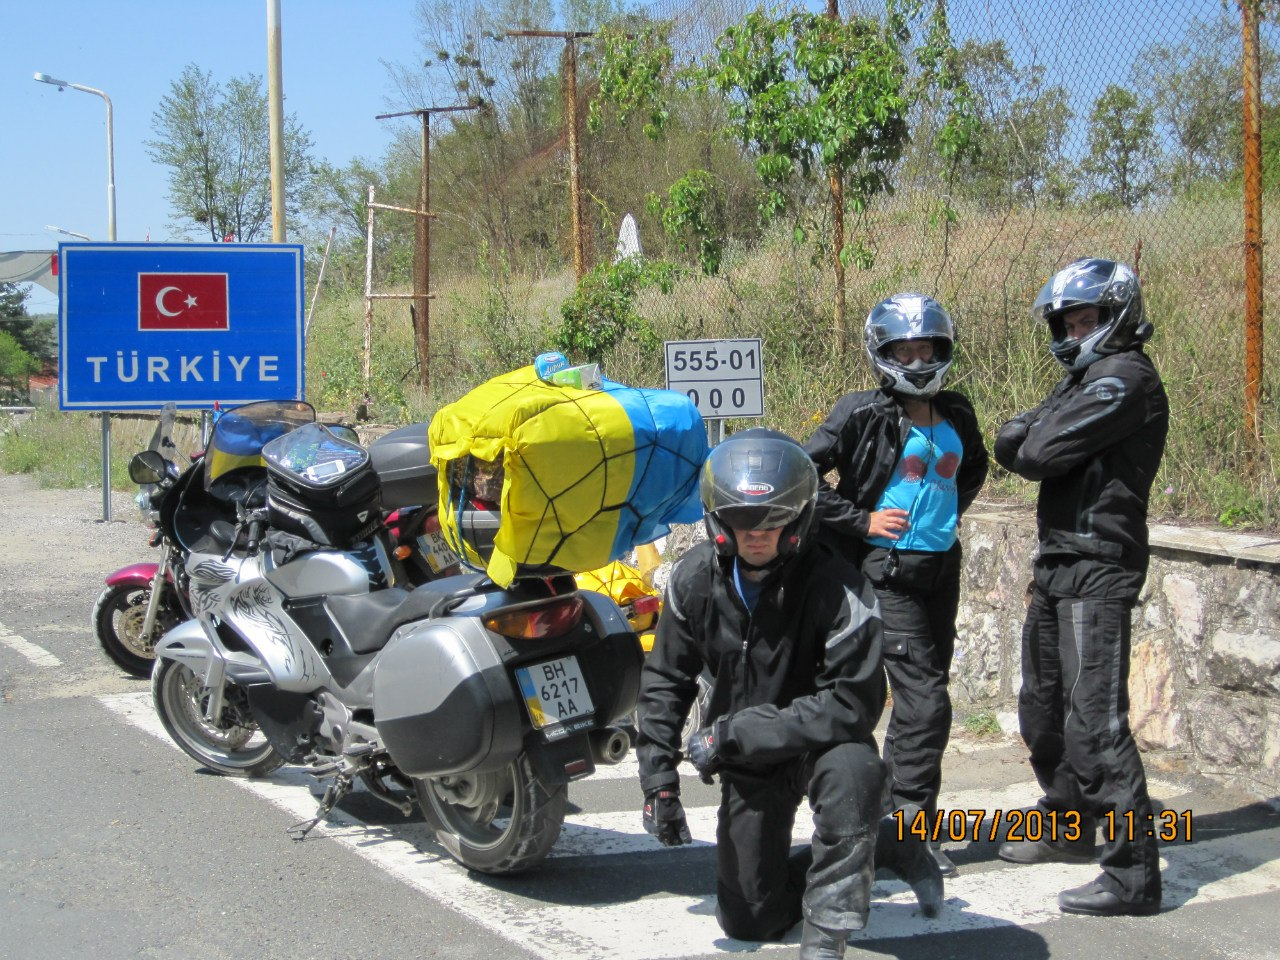 TÜRKİYE
555-01
000
BH
6217
AA
MEGA BIKE
14/07/2013 11:31